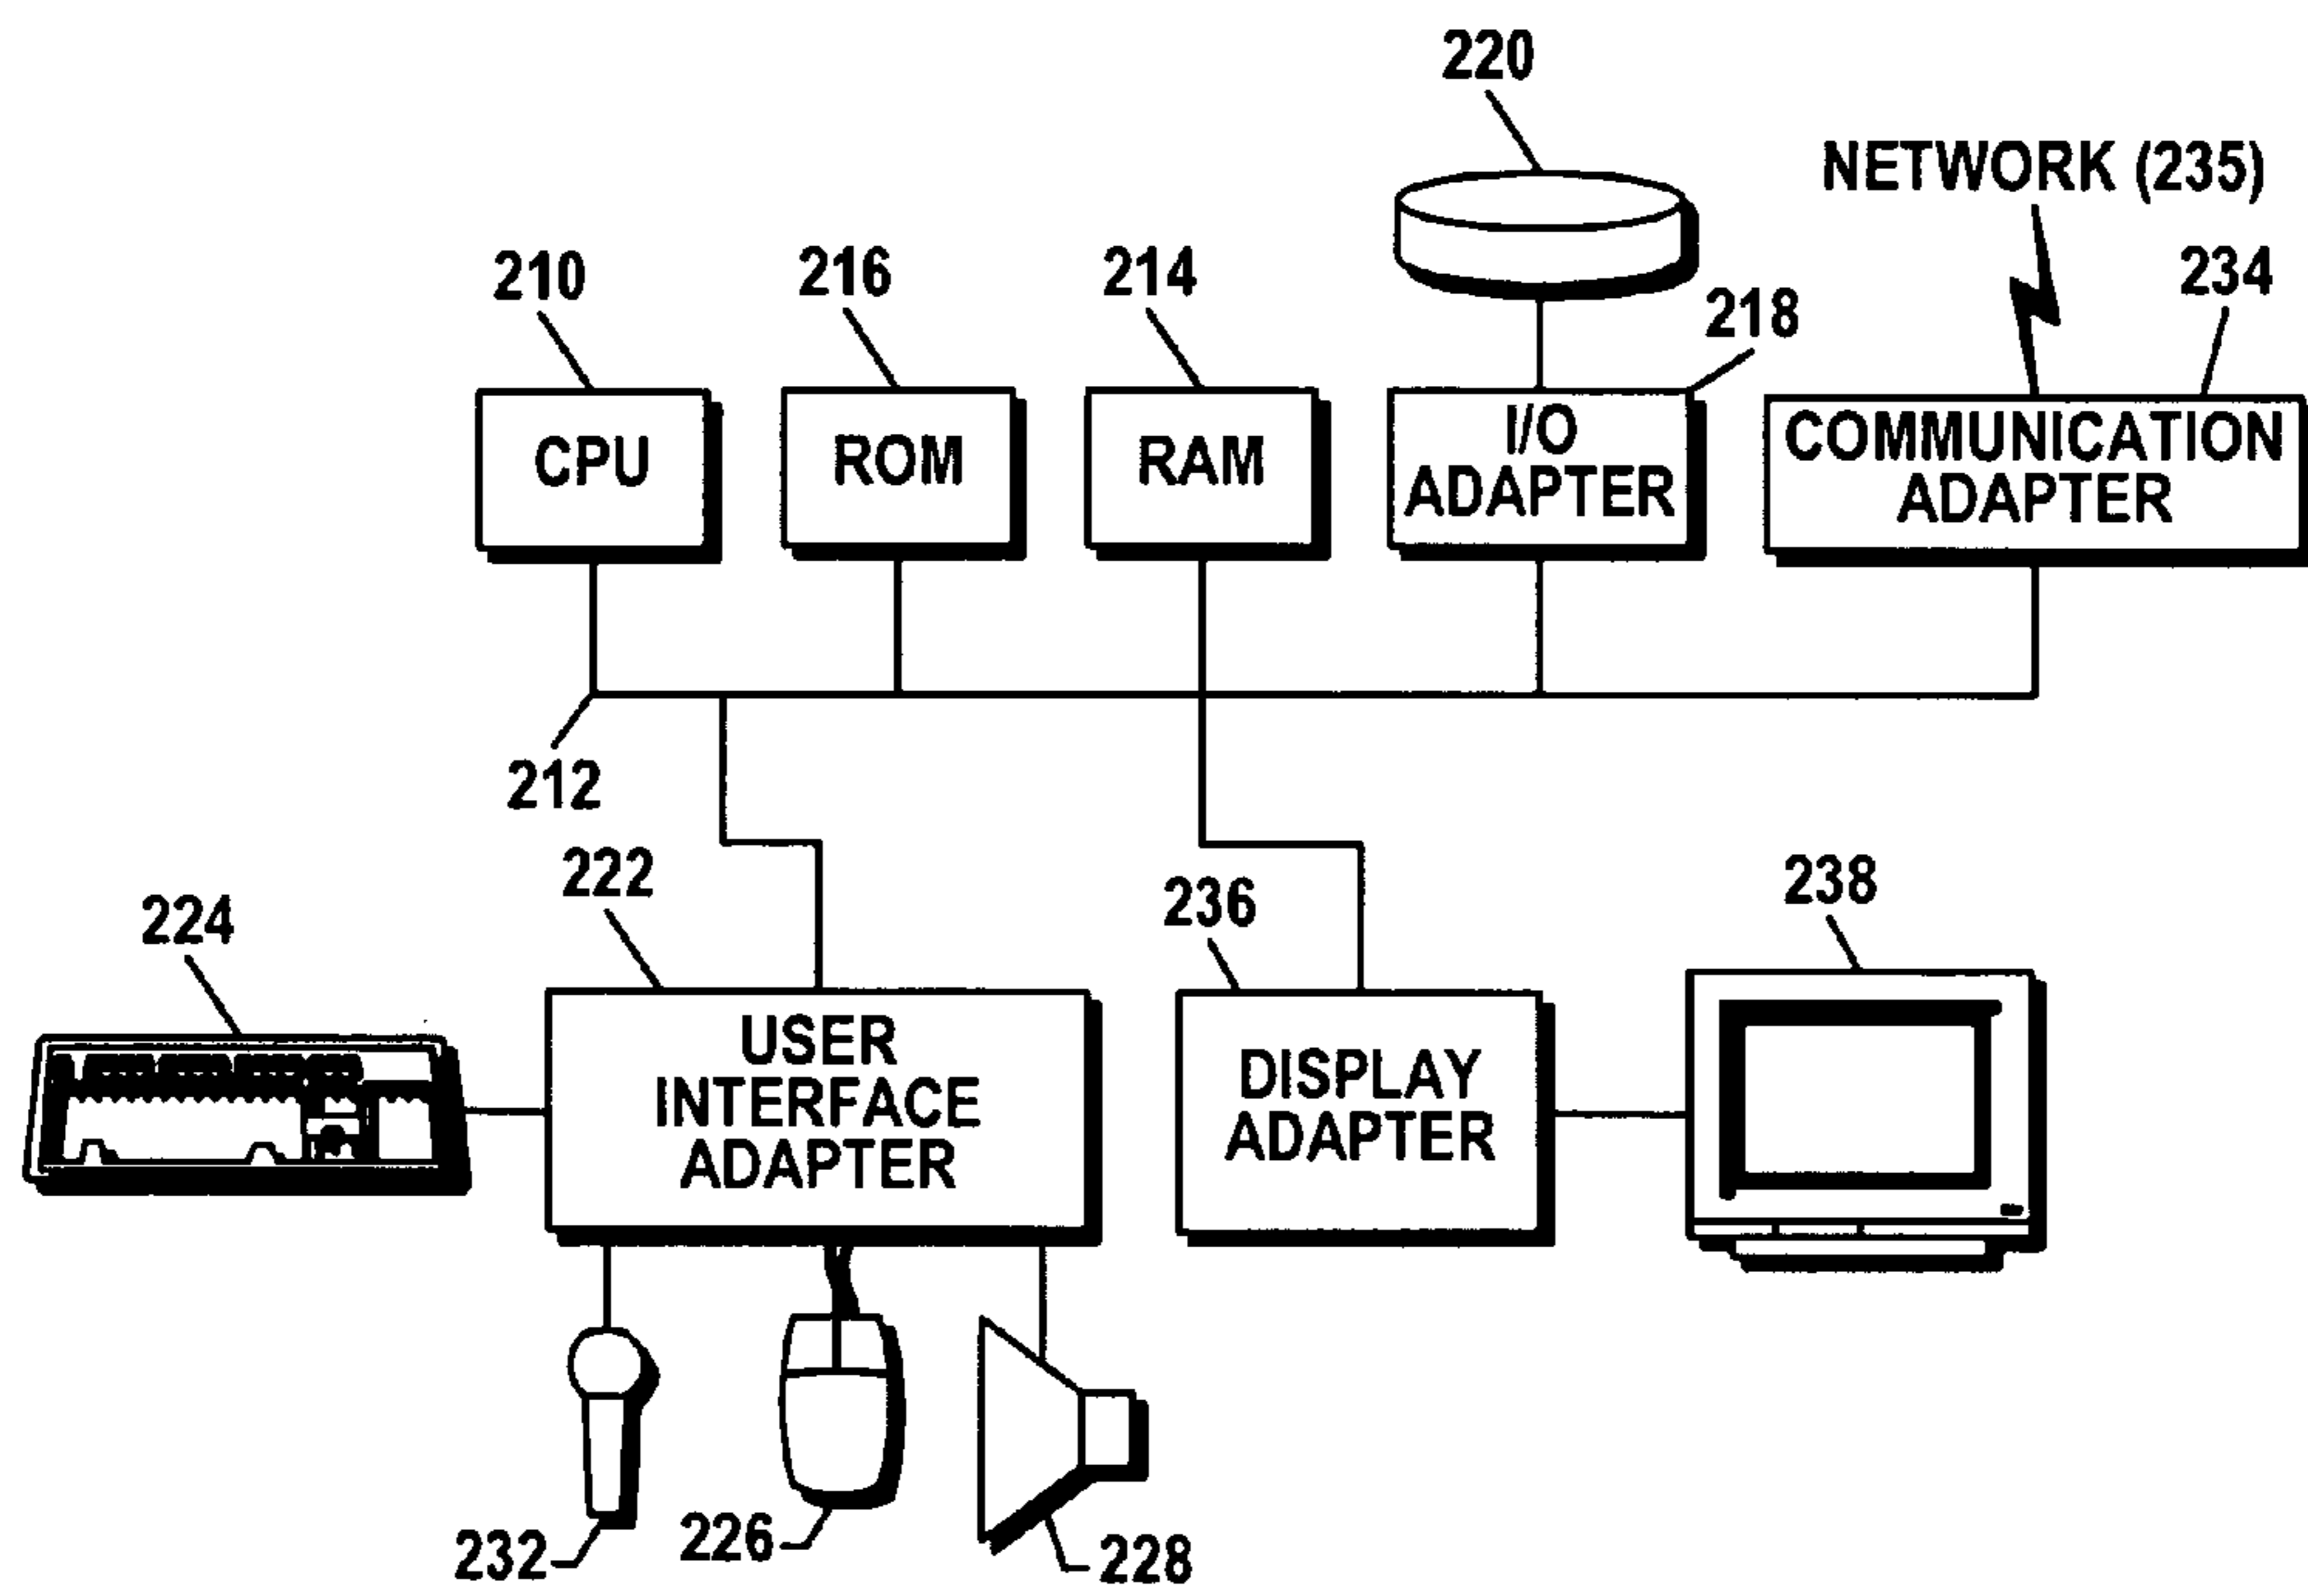 220
NETWORK (235)
210
216
214
218
234
CPU
ROM
RAM
I/O
ADAPTER
COMMUNICATION
ADAPTER
212
222
224
236
238
USER
INTERFACE
ADAPTER
DISPLAY
ADAPTER
232
226
228